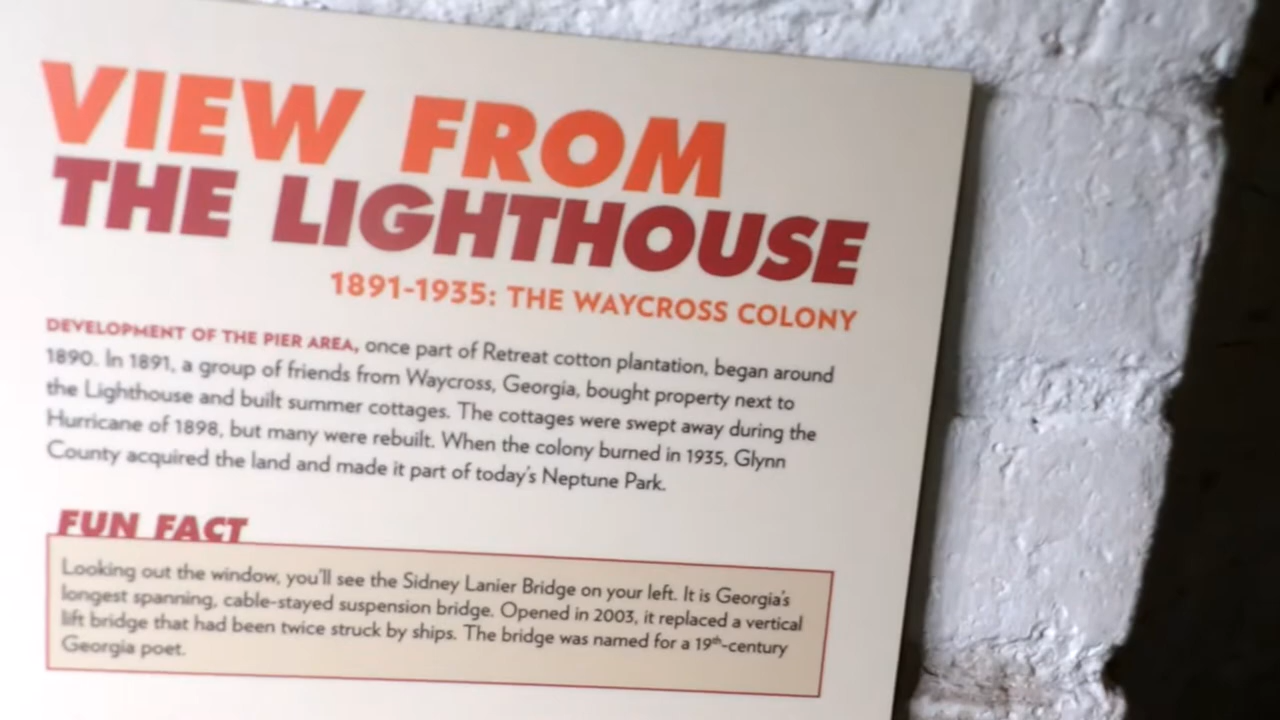 VIEW FROM
THE LIGHTHOUSE
1891-1935: THE WAYCROSS COLONY
DEVELOPMENT OF THE PIER AREA, once part of Retreat cotton plantation, began around
1890. In 1891, a group of friends from Waycross, Georgia, bought property next to
the Lighthouse and built summer cottages. The cottages were swept away during the
Hurricane of 1898, but many were rebuilt. When the colony burned in 1935, Glynn
County acquired the land and made it part of today's Neptune Park.
FUN FACT
Looking out the window, you'll see the Sidney Lanier Bridge on your left. It is Georgia's
longest spanning, cable-stayed suspension bridge. Opened in 2003, it replaced a vertical
lift bridge that had been twice struck by ships. The bridge was named for a 19th-century
Georgia poet.